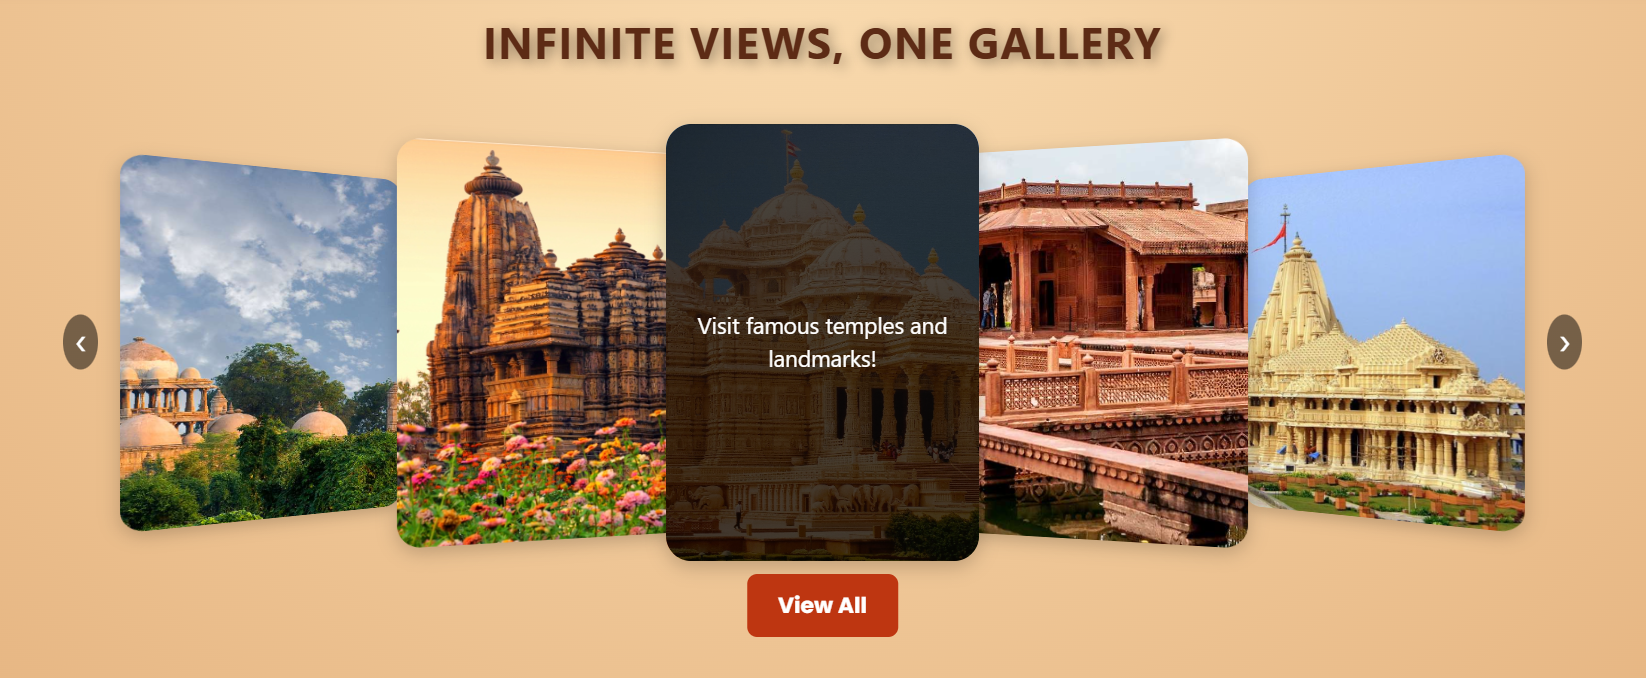 INFINITE VIEWS, ONE GALLERY
‹
Visit famous temples and
landmarks!
›
View All